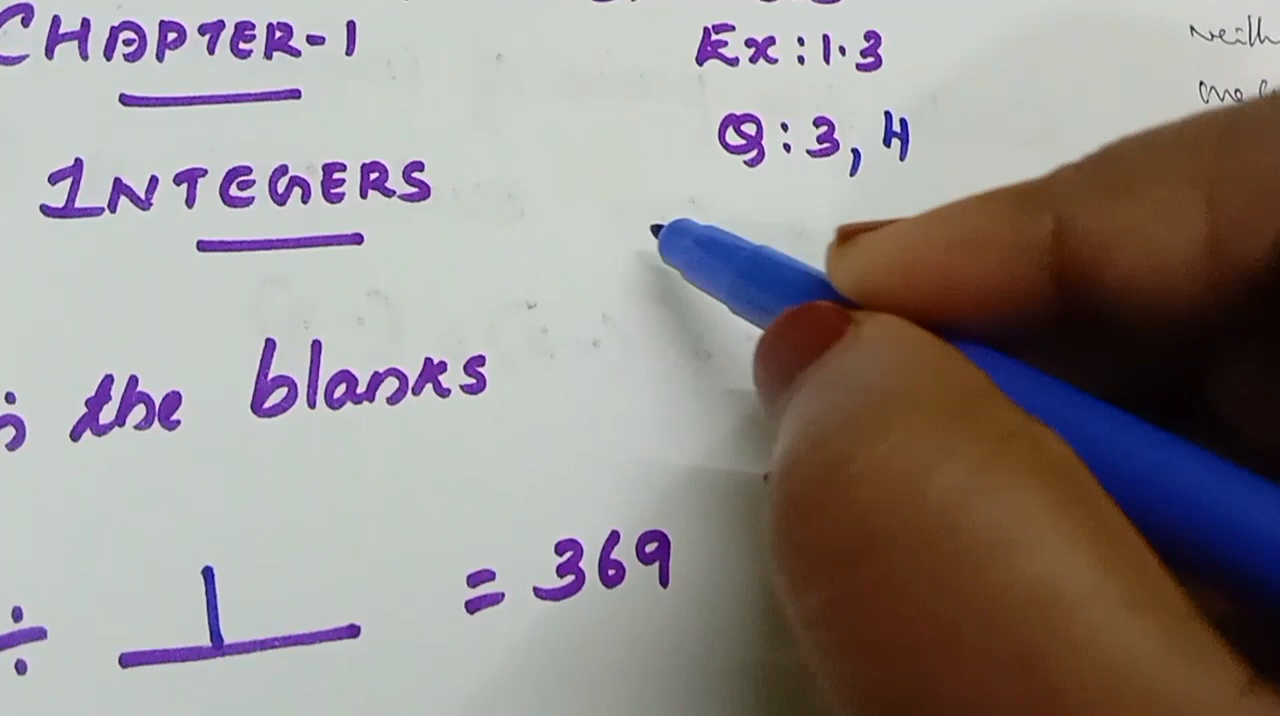 CHAPTER-1
Ex:1.3
Q:3, 4
INTEGERS
the blanks
÷ 1 = 369